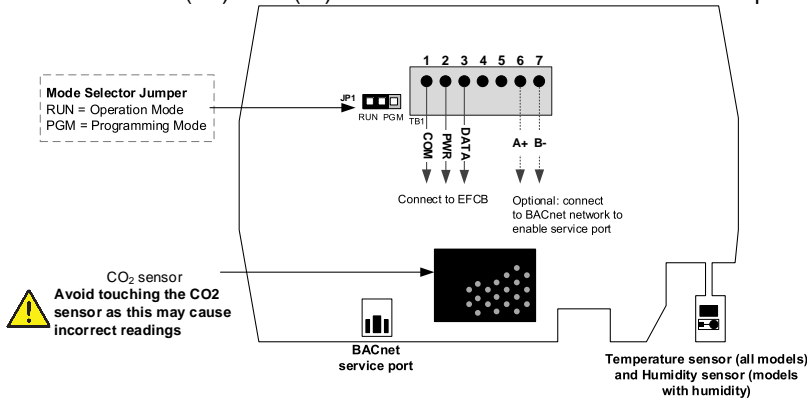 1 2 3 4 5 6 7
Mode Selector Jumper
RUN = Operation Mode
PGM = Programming Mode
JP1
RUN PGM
TB1
COM
PWR
DATA
A+ B-
Connect to EFCB
Optional: connect
to BACnet network to
enable service port
CO2 sensor
Avoid touching the CO2
sensor as this may cause
incorrect readings
BACnet
service port
Temperature sensor (all models)
and Humidity sensor (models
with humidity)